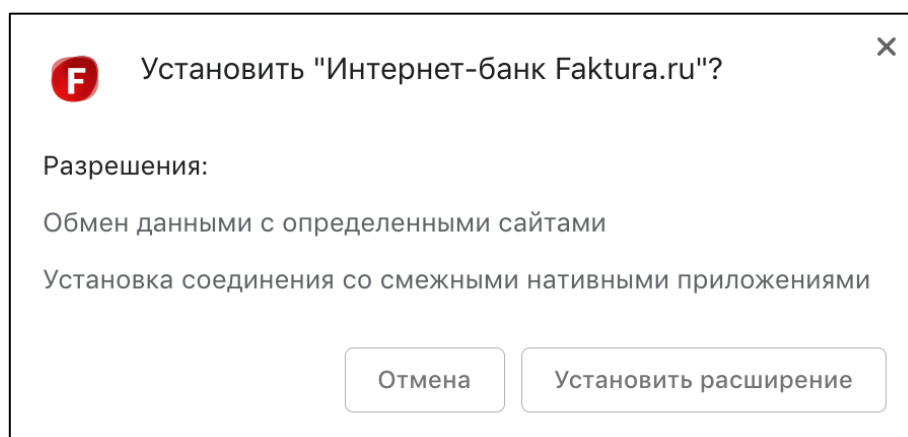 F
Установить "Интернет-банк Faktura.ru"?
Разрешения:
Обмен данными с определенными сайтами
Установка соединения со смежными нативными приложениями
Отмена
Установить расширение